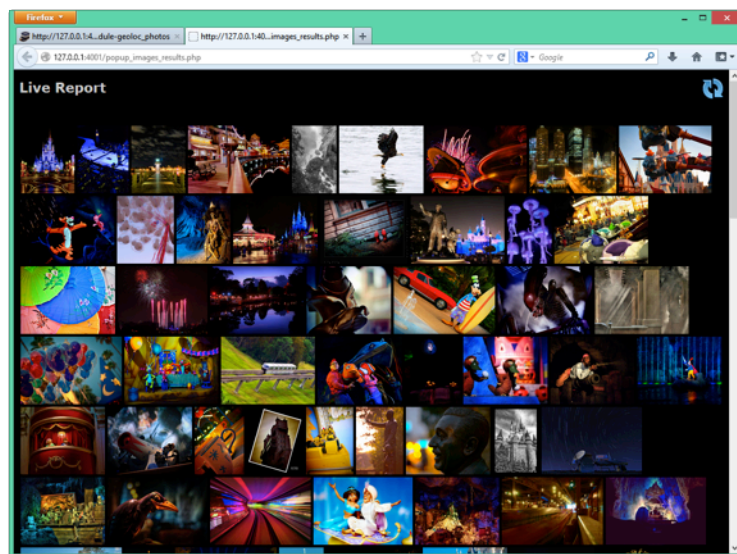 Firefox
http://127.0.0.1:4...dule-geoloc_photos × http://127.0.0.1:40...images_results.php × +
127.0.0.1:4001/popup_images_results.php
Google
Live Report